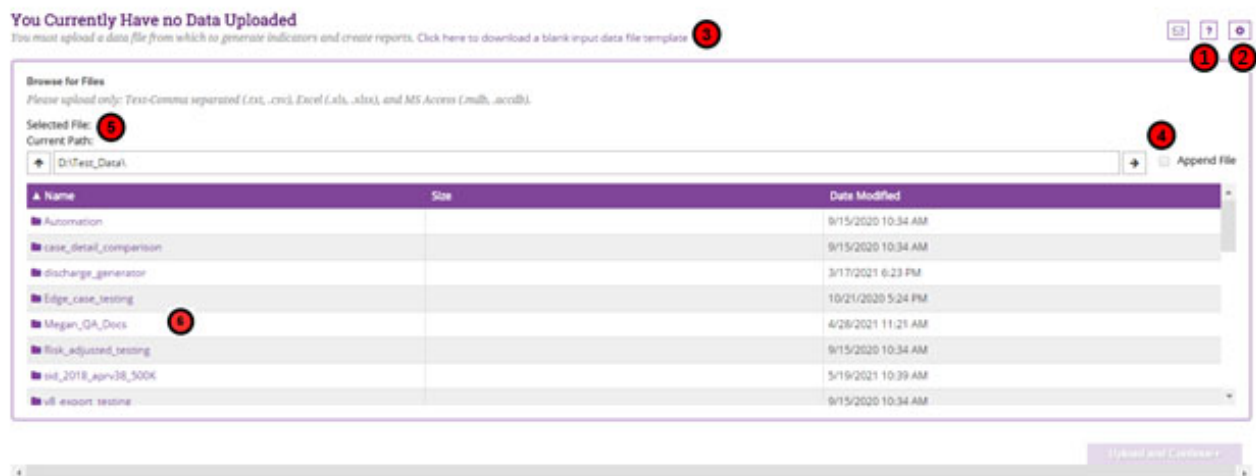 You Currently Have no Data Uploaded
You must upload a data file from which to generate indicators and create reports. Click here to download a blank input data file template
3
?
1
2
Browse for Files
Please upload only: Text-Comma separated (.txt, .csv), Excel (.xls, .xlsx), and MS Access (.mdb, .accdb).
Selected File:
5
Current Path:
4
D:\Test_Data\
Append File
Name Size Date Modified
Automation 9/15/2020 10:34 AM
case_detail_comparison 9/15/2020 10:34 AM
discharge_generator 3/17/2021 6:23 PM
Edge_case_testing 10/21/2020 5:24 PM
Megan_QA_Docs 6 4/28/2021 11:21 AM
Risk_adjusted_testing 9/15/2020 10:34 AM
sid_2018_aprv38_500K 5/19/2021 10:39 AM
v8_export_testing 9/15/2020 10:34 AM
Upload and Continue